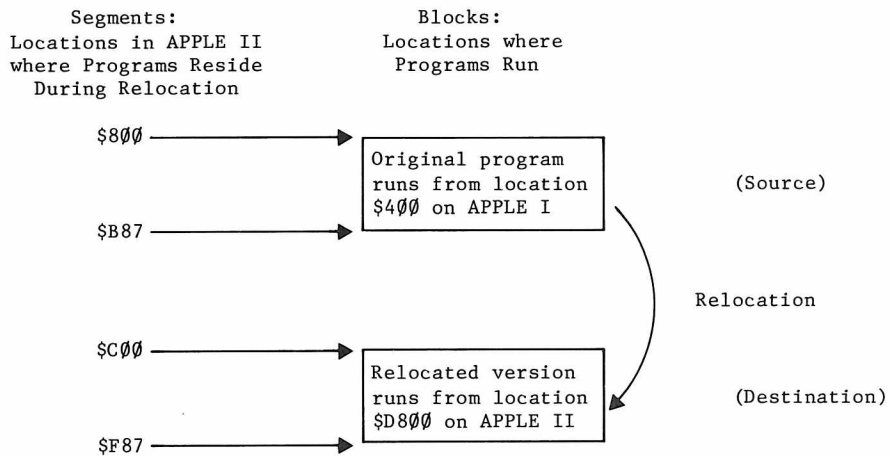 Segments:
Locations in APPLE II
where Programs Reside
During Relocation
Blocks:
Locations where
Programs Run
$8ØØ
Original program
runs from location
$4ØØ on APPLE I
(Source)
$B87
Relocation
$CØØ
Relocated version
runs from location
$D8ØØ on APPLE II
(Destination)
$F87